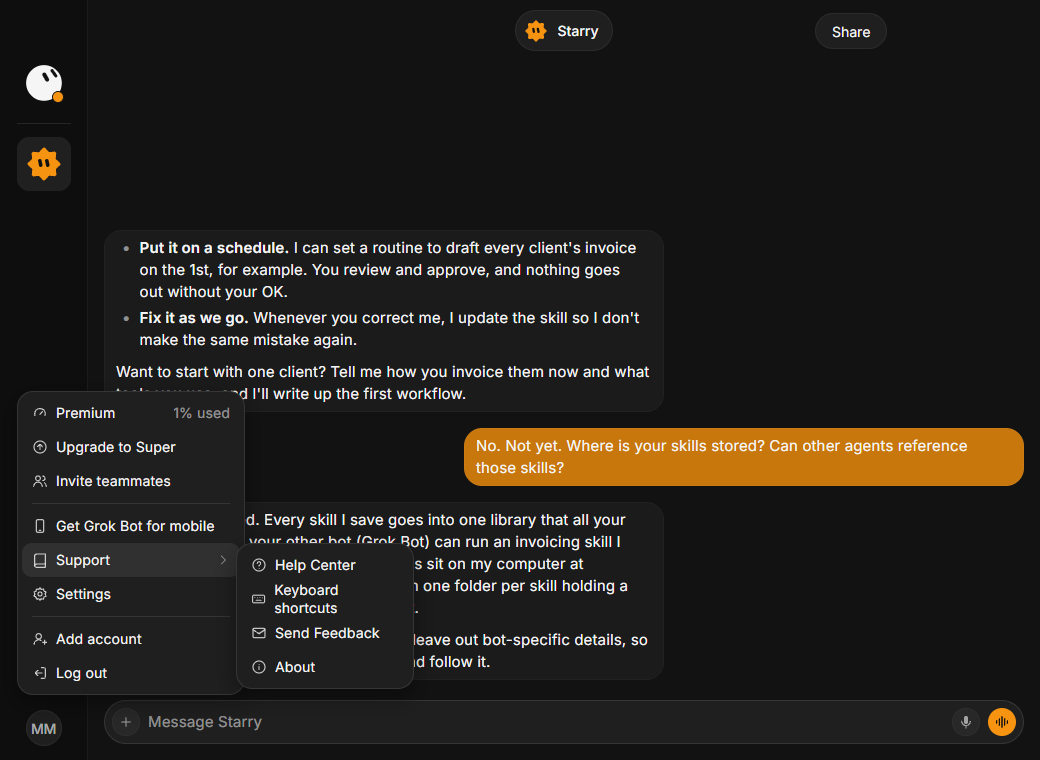 Starry
Share
Put it on a schedule. I can set a routine to draft every client's invoice
on the 1st, for example. You review and approve, and nothing goes
out without your OK.
Fix it as we go. Whenever you correct me, I update the skill so I don't
make the same mistake again.
Want to start with one client? Tell me how you invoice them now and what
I'll write up the first workflow.
No. Not yet. Where is your skills stored? Can other agents reference
those skills?
Every skill I save goes into one library that all your
your other bot (Grok Bot) can run an invoicing skill I
sit on my computer at
one folder per skill holding a
leave out bot-specific details, so
follow it.
Premium 1% used
Upgrade to Super
Invite teammates
Get Grok Bot for mobile
Support
Settings
Add account
Log out
Help Center
Keyboard
shortcuts
Send Feedback
About
MM
Message Starry